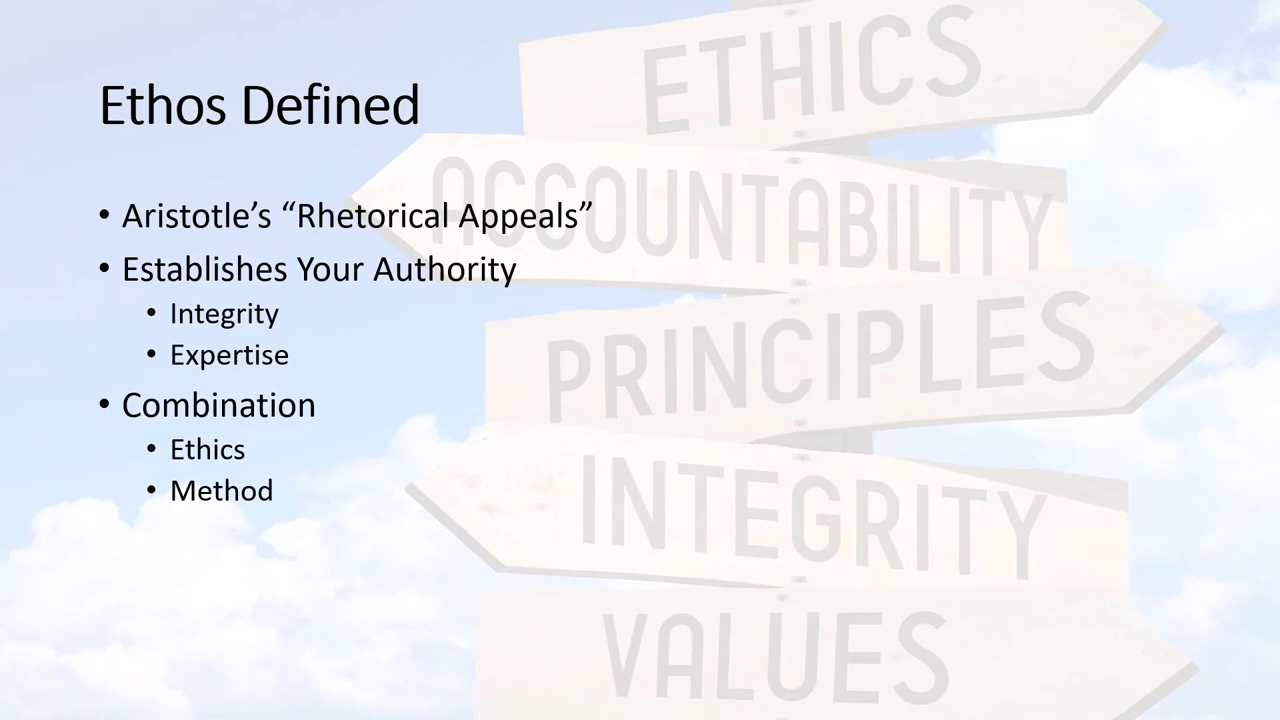 Ethos Defined
• Aristotle’s “Rhetorical Appeals”
• Establishes Your Authority
• Integrity
• Expertise
• Combination
• Ethics
• Method
ETHICS
ACCOUNTABILITY
PRINCIPLES
INTEGRITY
VALUES